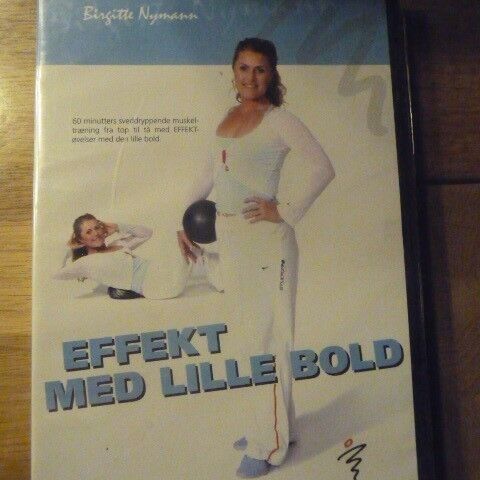 Birgitte Nymann
60 minutters sveddryppende muskel-
træning fra top til tå med EFFEKT-
øvelser med de i lille bold.
EFFEKT
MED LILLE BOLD